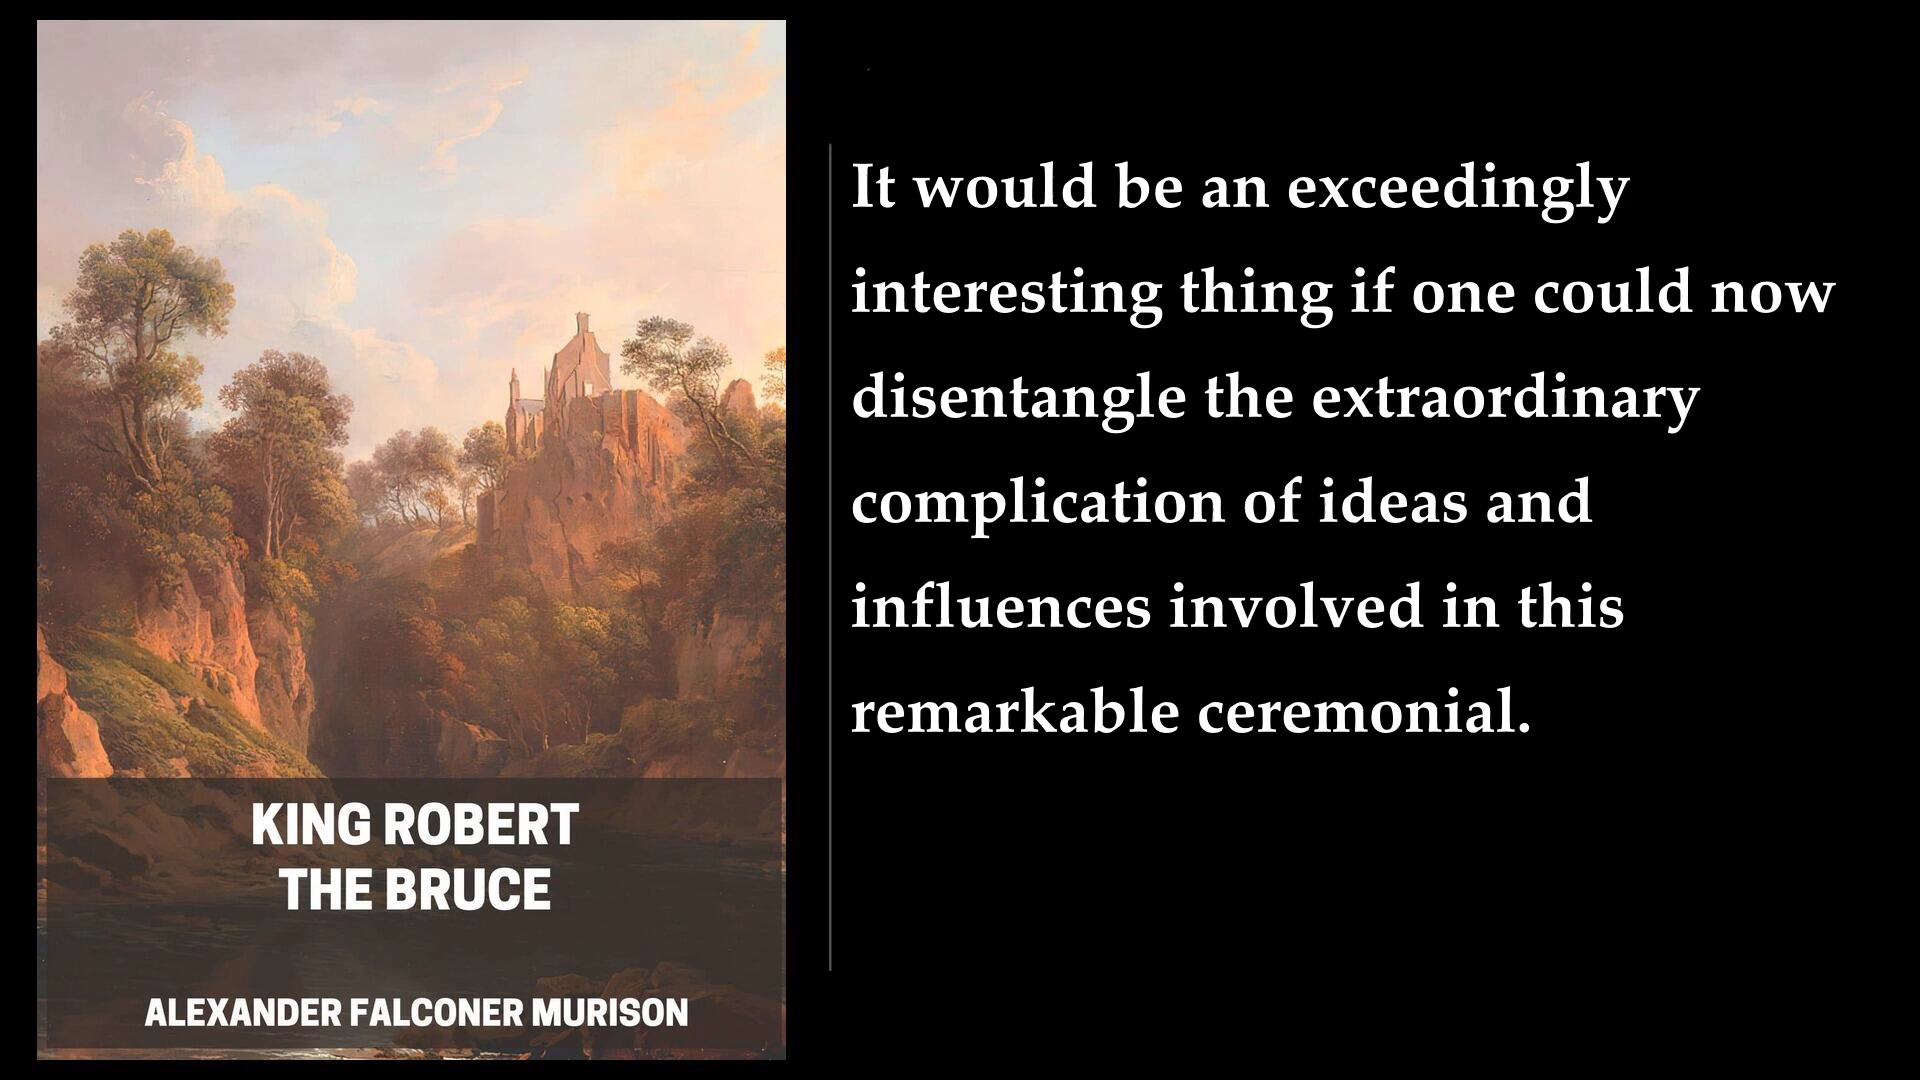 It would be an exceedingly
interesting thing if one could now
disentangle the extraordinary
complication of ideas and
influences involved in this
remarkable ceremonial.
KING ROBERT
THE BRUCE
ALEXANDER FALCONER MURISON